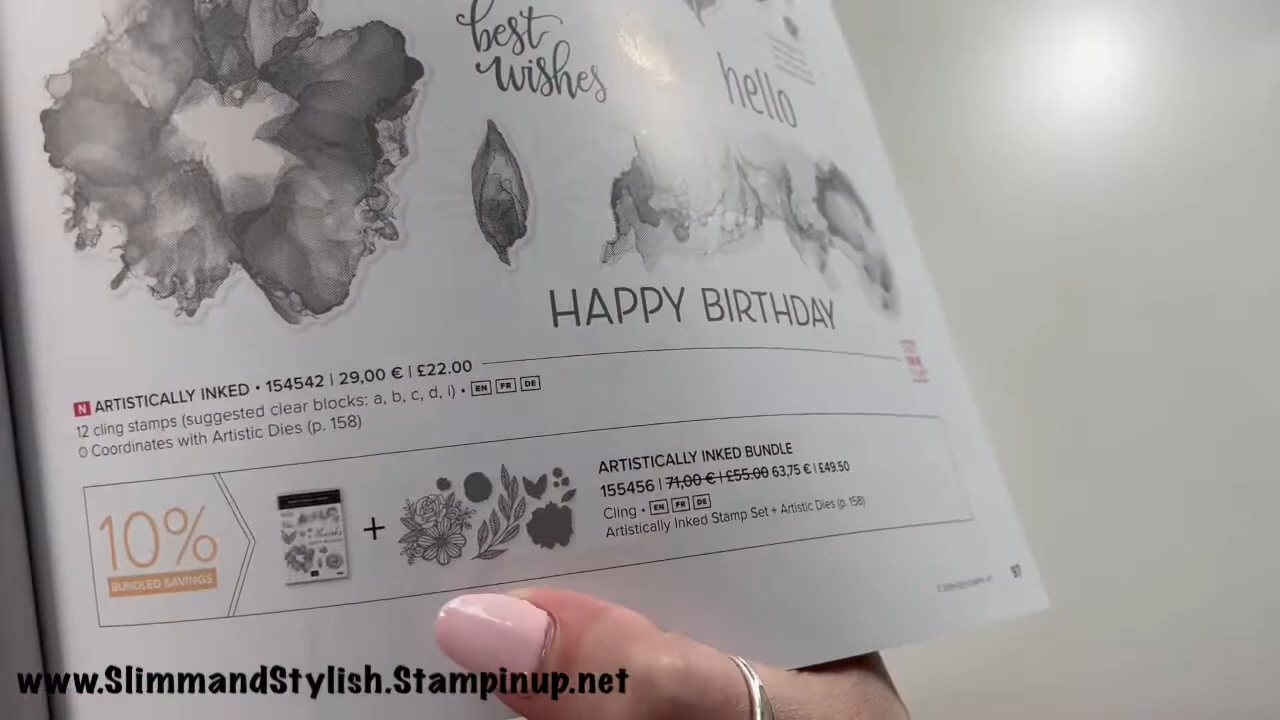 best
wishes
hello
HAPPY BIRTHDAY
N ARTISTICALLY INKED • 154542 | 29,00 € | £22.00
12 cling stamps (suggested clear blocks: a, b, c, d, i) • EN FR DE
Coordinates with Artistic Dies (p. 158)
10%
BUNDLED SAVINGS
+
ARTISTICALLY INKED BUNDLE
155456 | 71,00 € | £55.00 63,75 € | £49.50
Cling • EN FR DE
Artistically Inked Stamp Set + Artistic Dies (p. 158)
97
www.SlimmandStylish.Stampinup.net